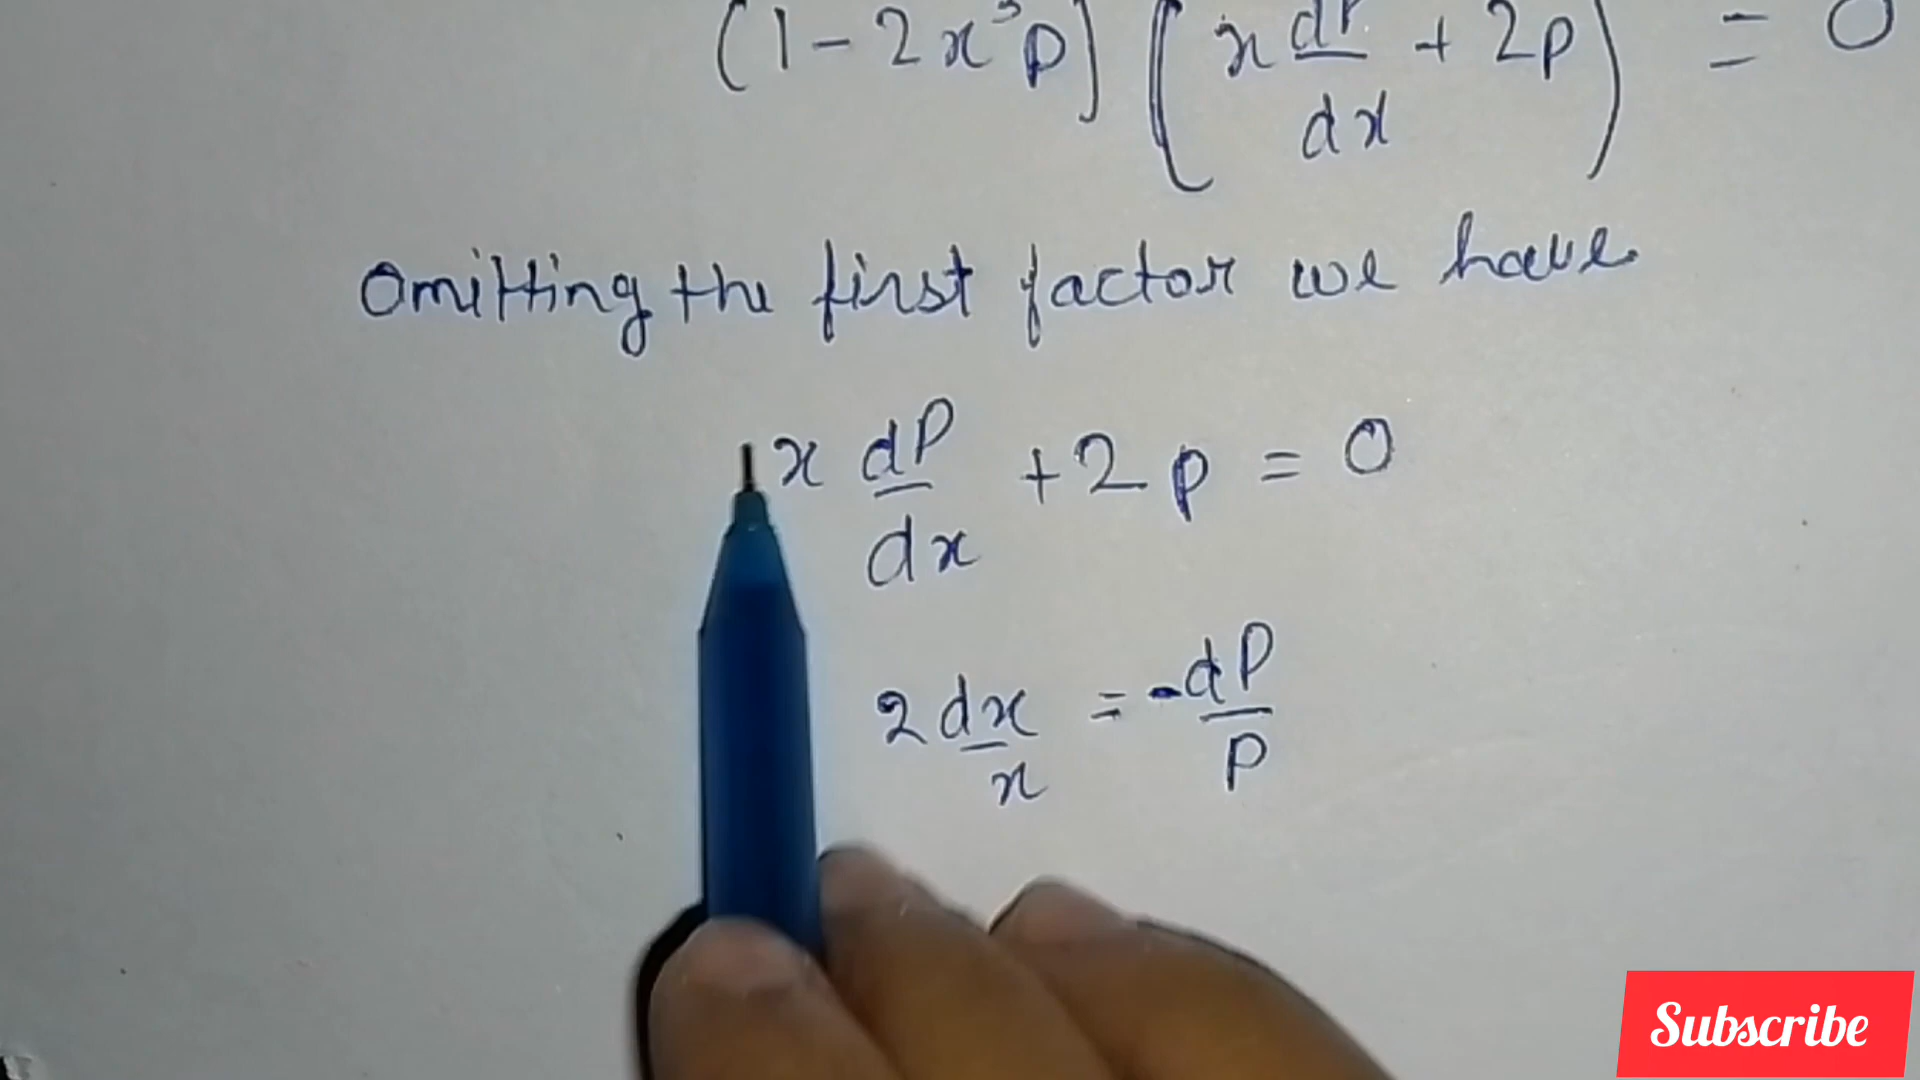 (1-2x³p) (x dp/dx + 2p) = 0
Omitting the first factor we have
x dP/dx + 2p = 0
2 dx/x = - dP/P
Subscribe